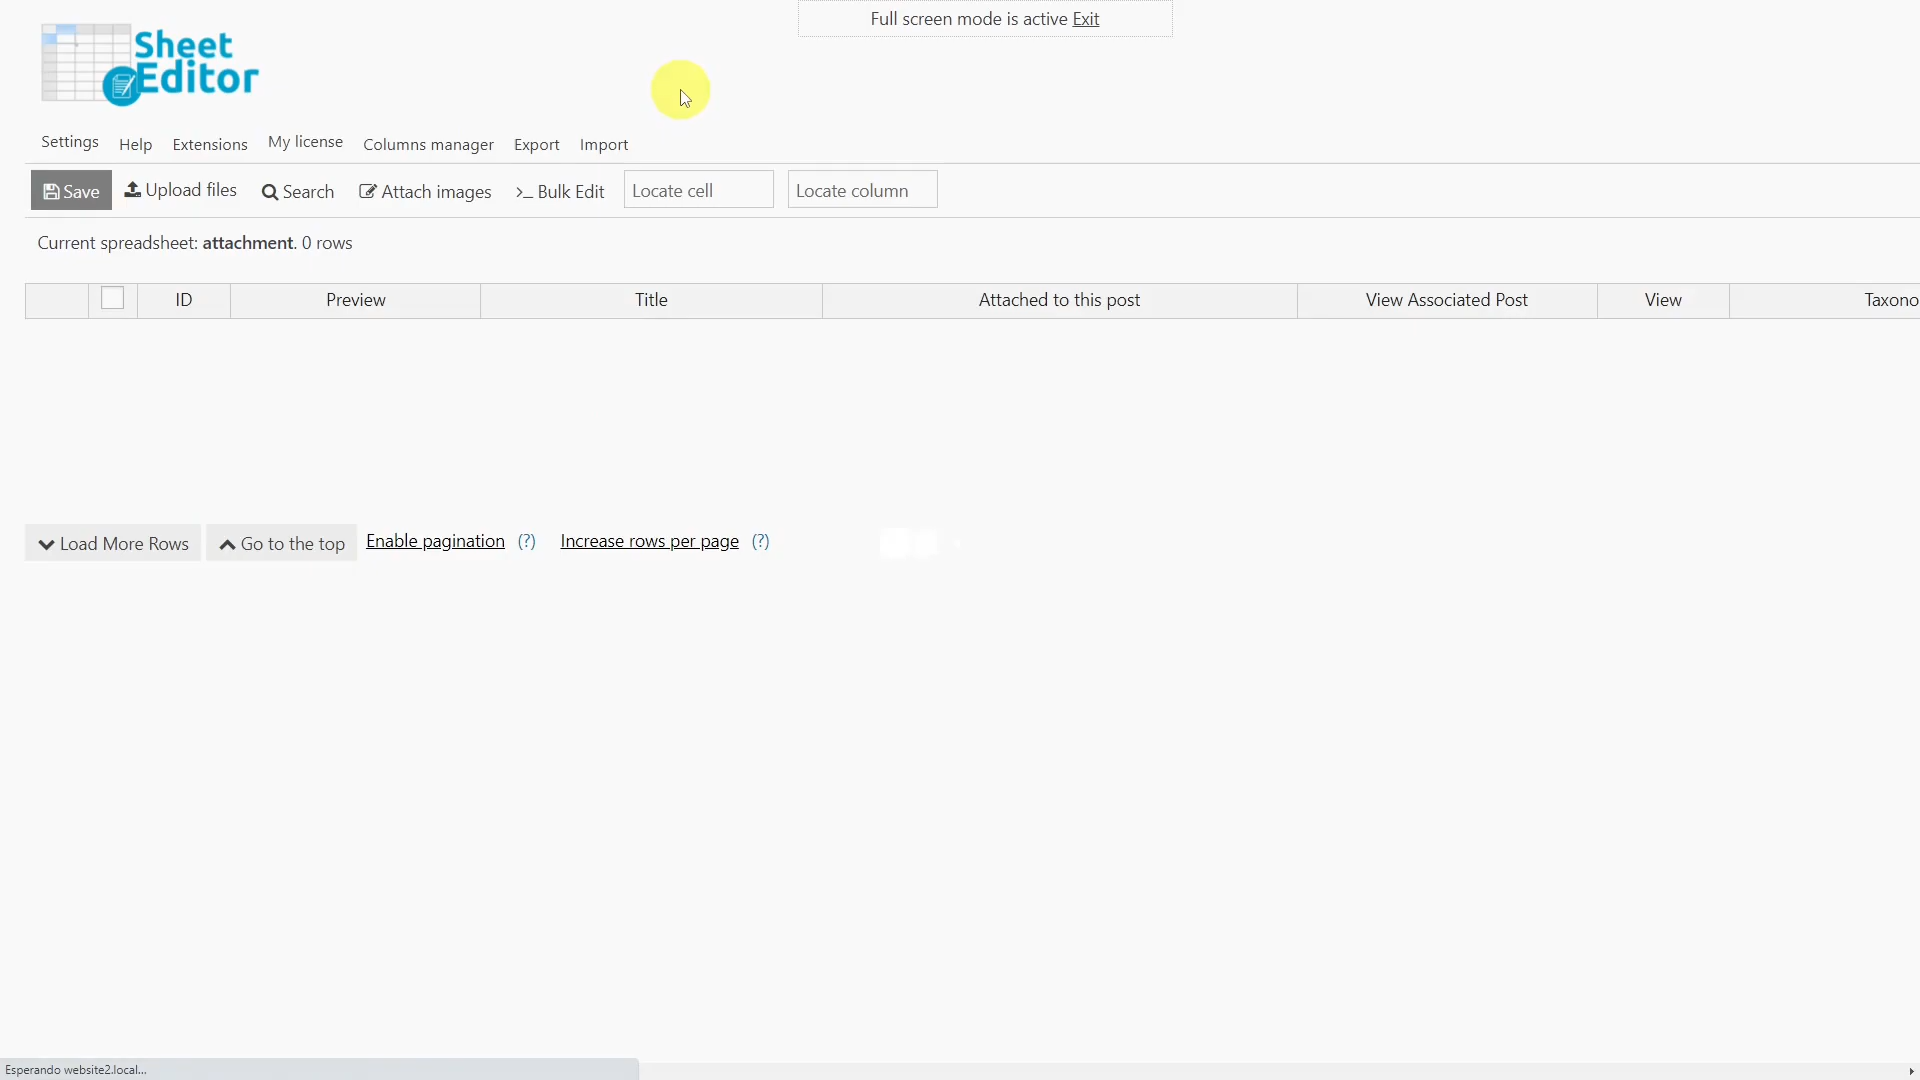 Full screen mode is active Exit
Sheet
Editor
Settings Help Extensions My license Columns manager Export Import
Save Upload files Search Attach images >_ Bulk Edit Locate cell Locate column
Current spreadsheet: attachment. 0 rows
ID Preview Title Attached to this post View Associated Post View Taxono
Load More Rows Go to the top Enable pagination (?) Increase rows per page (?)
Esperando website2.local...